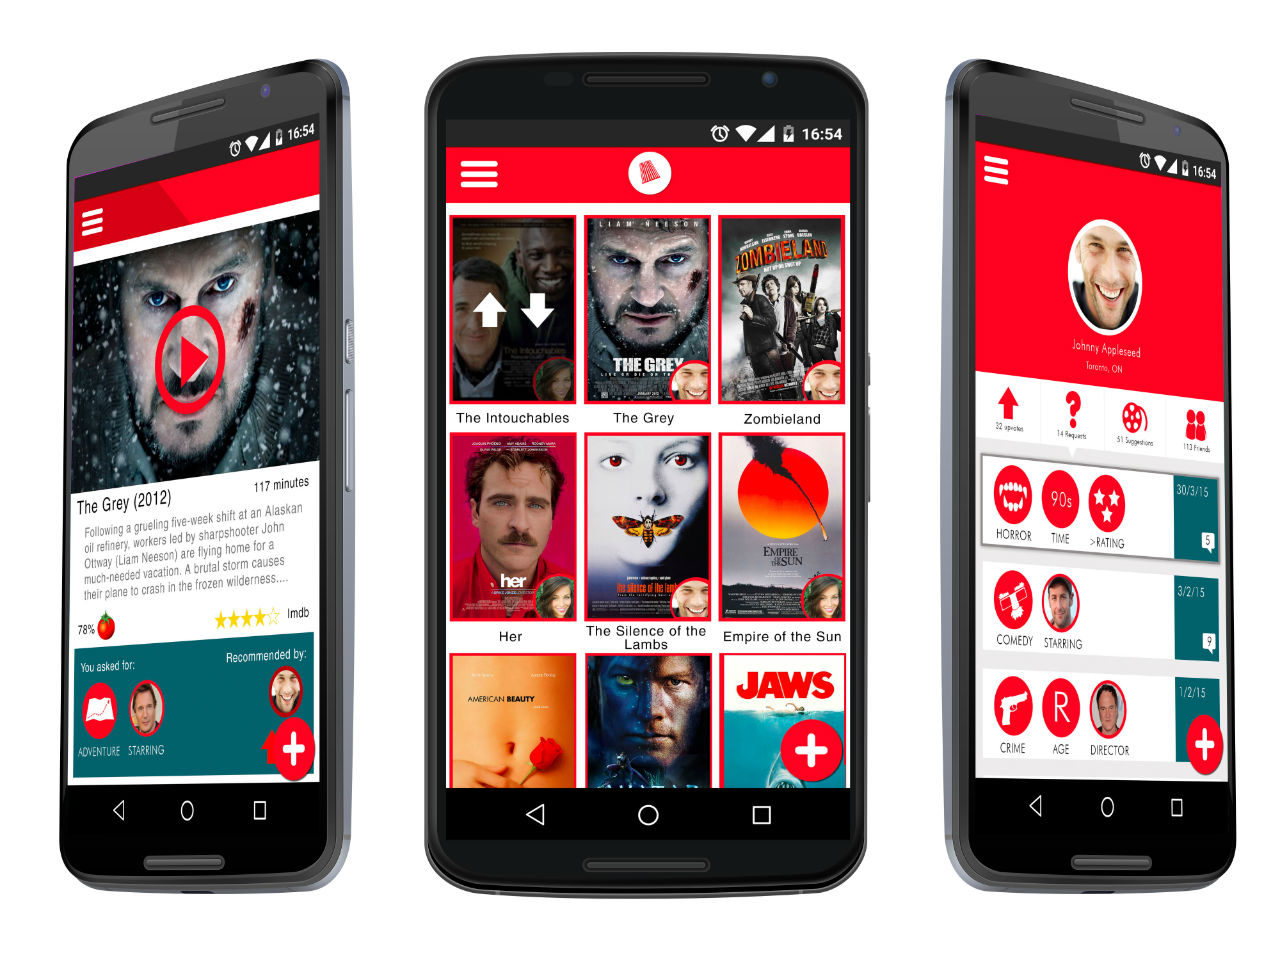 16:54
The Grey (2012)
117 minutes
Following a grueling five-week shift at an Alaskan
oil refinery, workers led by sharpshooter John
Ottway (Liam Neeson) are flying home for a
much-needed vacation. A brutal storm causes
their plane to crash in the frozen wilderness....
78%
Imdb
You asked for:
Recommended by:
ADVENTURE
STARRING
16:54
LIAM NEESON
THE GREY
ZOMBIELAND
The Intouchables
The Grey
Zombieland
her
the silence of the lambs
EMPIRE
OF THE SUN
Her
The Silence of the
Lambs
Empire of the Sun
AMERICAN BEAUTY
JAWS
16:54
Johnny Appleseed
Toronto, ON
32 upvotes
14 Requests
51 Suggestions
113 Friends
90s
HORROR
TIME
>RATING
30/3/15
5
COMEDY
STARRING
3/2/15
9
R
CRIME
AGE
DIRECTOR
1/2/15